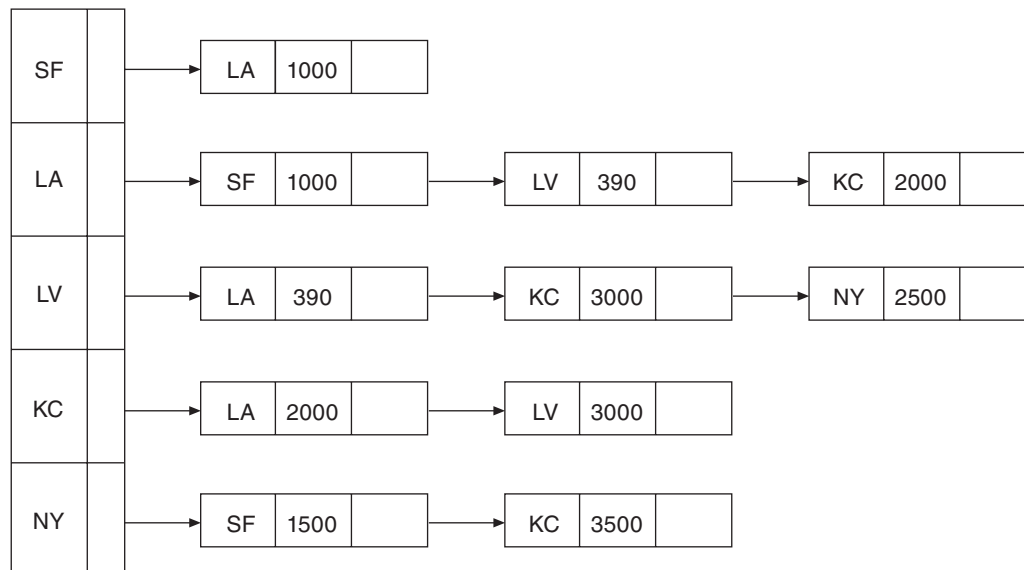 SF LA 1000
LA SF 1000 LV 390 KC 2000
LV LA 390 KC 3000 NY 2500
KC LA 2000 LV 3000
NY SF 1500 KC 3500